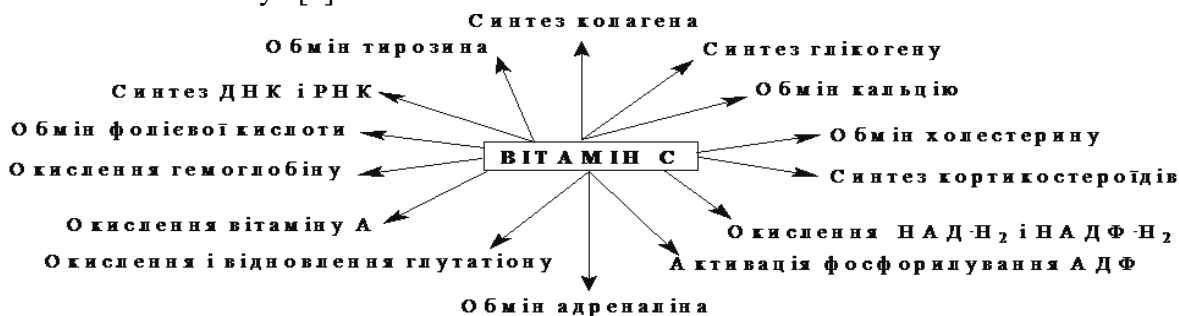 Синтез колагена
Обмін тирозина
Синтез глікогену
Синтез ДНК і РНК
Обмін кальцію
Обмін фолієвої кислоти
Обмін холестерину
ВІТАМІН С
Окислення гемоглобіну
Синтез кортикостероїдів
Окислення вітаміну А
Окислення НАД·Н₂ і НАДФ·Н₂
Окислення і відновлення глутатіону
Активація фосфорилування АДФ
Обмін адреналіна